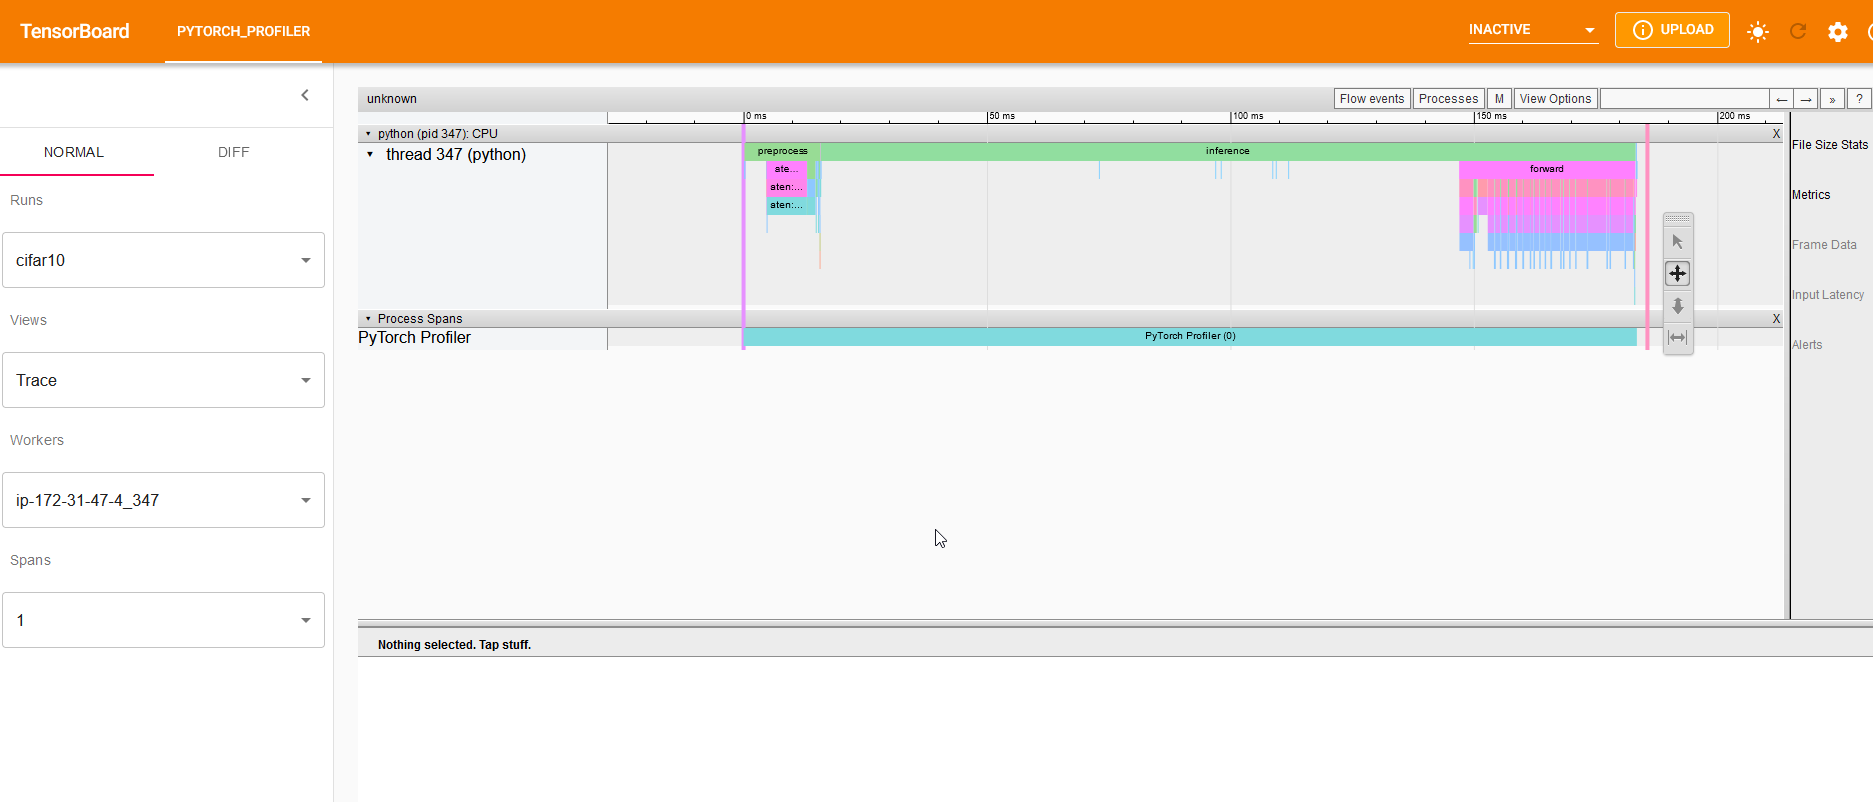 TensorBoard
PYTORCH_PROFILER
INACTIVE
UPLOAD
NORMAL
DIFF
Runs
cifar10
Views
Trace
Workers
ip-172-31-47-4_347
Spans
1
unknown
Flow events
Processes
M
View Options
←
→
»
?
0 ms
50 ms
100 ms
150 ms
200 ms
python (pid 347): CPU
X
thread 347 (python)
preprocess
inference
ate...
forward
aten:...
aten:...
Process Spans
X
PyTorch Profiler
PyTorch Profiler (0)
File Size Stats
Metrics
Frame Data
Input Latency
Alerts
Nothing selected. Tap stuff.